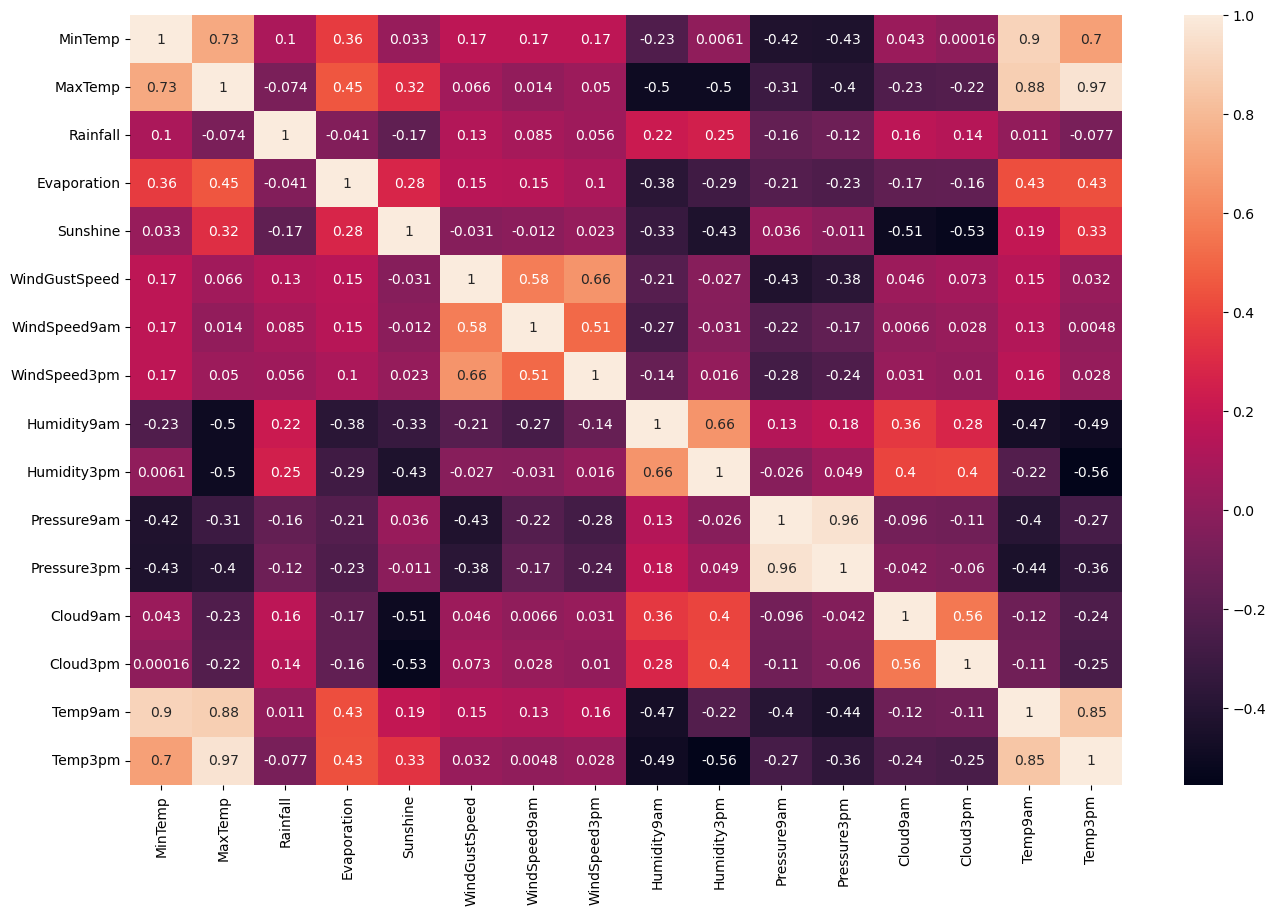 MinTemp 1 0.73 0.1 0.36 0.033 0.17 0.17 0.17 -0.23 0.0061 -0.42 -0.43 0.043 0.00016 0.9 0.7
MaxTemp 0.73 1 -0.074 0.45 0.32 0.066 0.014 0.05 -0.5 -0.5 -0.31 -0.4 -0.23 -0.22 0.88 0.97
Rainfall 0.1 -0.074 1 -0.041 -0.17 0.13 0.085 0.056 0.22 0.25 -0.16 -0.12 0.16 0.14 0.011 -0.077
Evaporation 0.36 0.45 -0.041 1 0.28 0.15 0.15 0.1 -0.38 -0.29 -0.21 -0.23 -0.17 -0.16 0.43 0.43
Sunshine 0.033 0.32 -0.17 0.28 1 -0.031 -0.012 0.023 -0.33 -0.43 0.036 -0.011 -0.51 -0.53 0.19 0.33
WindGustSpeed 0.17 0.066 0.13 0.15 -0.031 1 0.58 0.66 -0.21 -0.027 -0.43 -0.38 0.046 0.073 0.15 0.032
WindSpeed9am 0.17 0.014 0.085 0.15 -0.012 0.58 1 0.51 -0.27 -0.031 -0.22 -0.17 0.0066 0.028 0.13 0.0048
WindSpeed3pm 0.17 0.05 0.056 0.1 0.023 0.66 0.51 1 -0.14 0.016 -0.28 -0.24 0.031 0.01 0.16 0.028
Humidity9am -0.23 -0.5 0.22 -0.38 -0.33 -0.21 -0.27 -0.14 1 0.66 0.13 0.18 0.36 0.28 -0.47 -0.49
Humidity3pm 0.0061 -0.5 0.25 -0.29 -0.43 -0.027 -0.031 0.016 0.66 1 -0.026 0.049 0.4 0.4 -0.22 -0.56
Pressure9am -0.42 -0.31 -0.16 -0.21 0.036 -0.43 -0.22 -0.28 0.13 -0.026 1 0.96 -0.096 -0.11 -0.4 -0.27
Pressure3pm -0.43 -0.4 -0.12 -0.23 -0.011 -0.38 -0.17 -0.24 0.18 0.049 0.96 1 -0.042 -0.06 -0.44 -0.36
Cloud9am 0.043 -0.23 0.16 -0.17 -0.51 0.046 0.0066 0.031 0.36 0.4 -0.096 -0.042 1 0.56 -0.12 -0.24
Cloud3pm 0.00016 -0.22 0.14 -0.16 -0.53 0.073 0.028 0.01 0.28 0.4 -0.11 -0.06 0.56 1 -0.11 -0.25
Temp9am 0.9 0.88 0.011 0.43 0.19 0.15 0.13 0.16 -0.47 -0.22 -0.4 -0.44 -0.12 -0.11 1 0.85
Temp3pm 0.7 0.97 -0.077 0.43 0.33 0.032 0.0048 0.028 -0.49 -0.56 -0.27 -0.36 -0.24 -0.25 0.85 1
MinTemp
MaxTemp
Rainfall
Evaporation
Sunshine
WindGustSpeed
WindSpeed9am
WindSpeed3pm
Humidity9am
Humidity3pm
Pressure9am
Pressure3pm
Cloud9am
Cloud3pm
Temp9am
Temp3pm
1.0
0.8
0.6
0.4
0.2
0.0
−0.2
−0.4